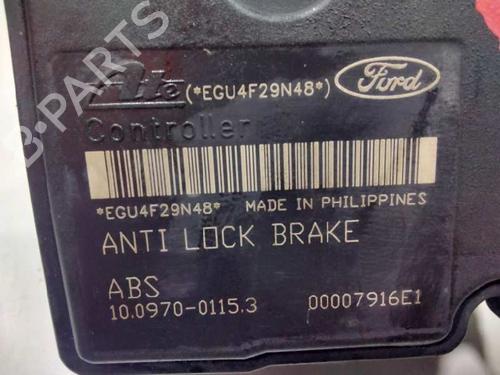 Ate (*EGU4F29N48*) Ford
Controller
*EGU4F29N48* MADE IN PHILIPPINES
ANTI LOCK BRAKE
ABS
10.0970-0115.3 00007916E1
B-PARTS